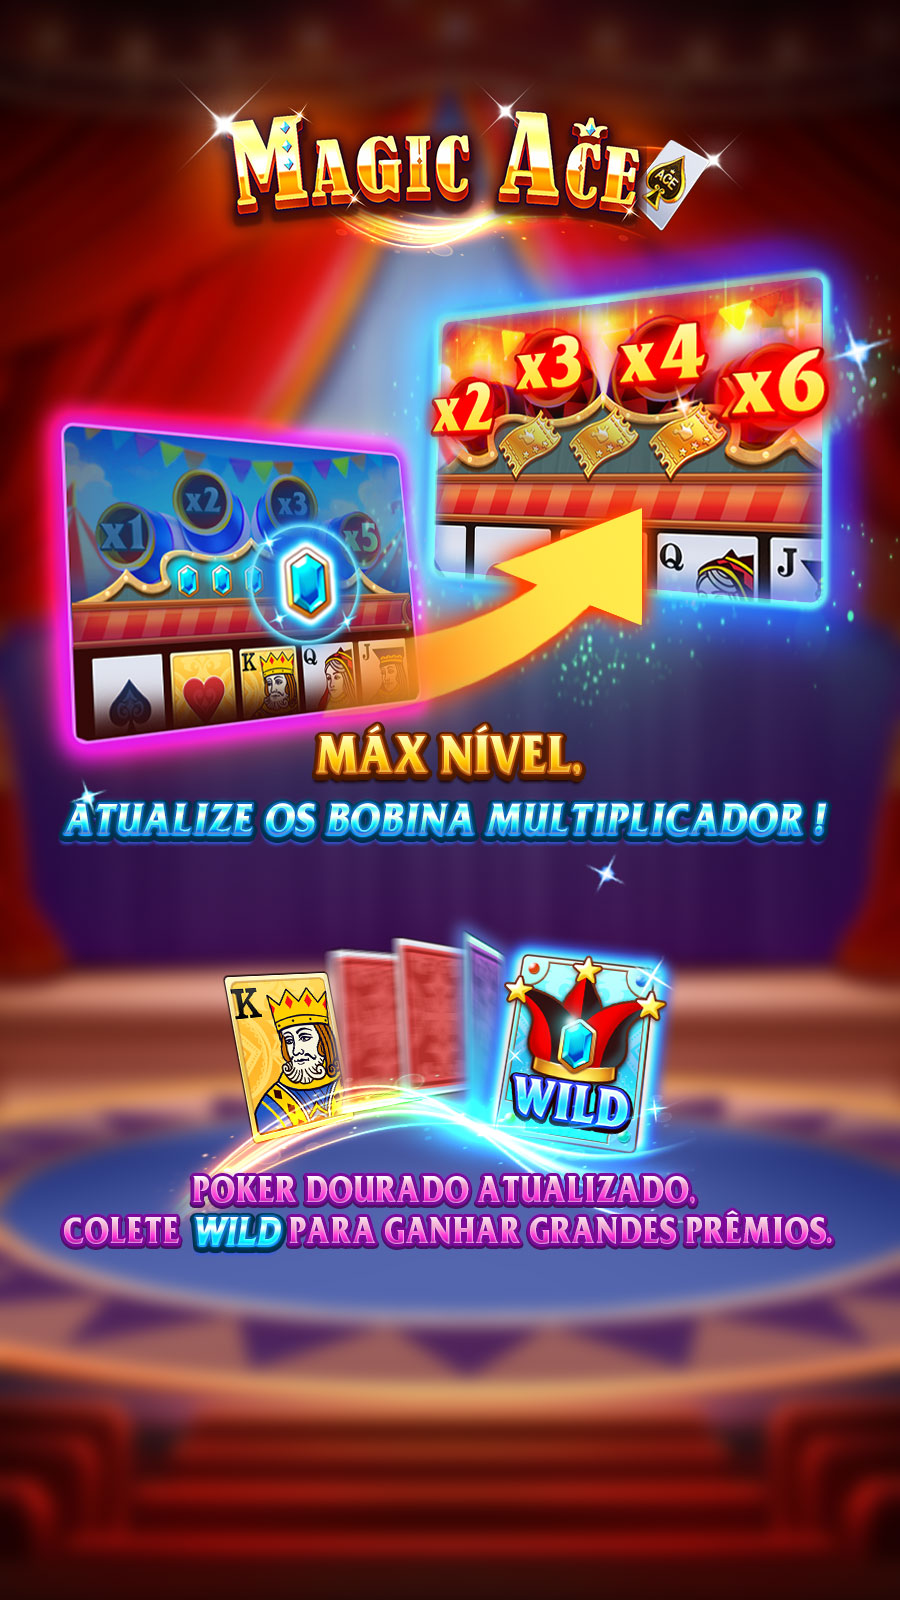 MAGIC ACE
ACE
x2 x3 x4 x6
x1 x2 x3 x5
Q J
K Q J
MÁX NÍVEL,
ATUALIZE OS BOBINA MULTIPLICADOR !
K
WILD
POKER DOURADO ATUALIZADO,
COLETE WILD PARA GANHAR GRANDES PRÊMIOS.